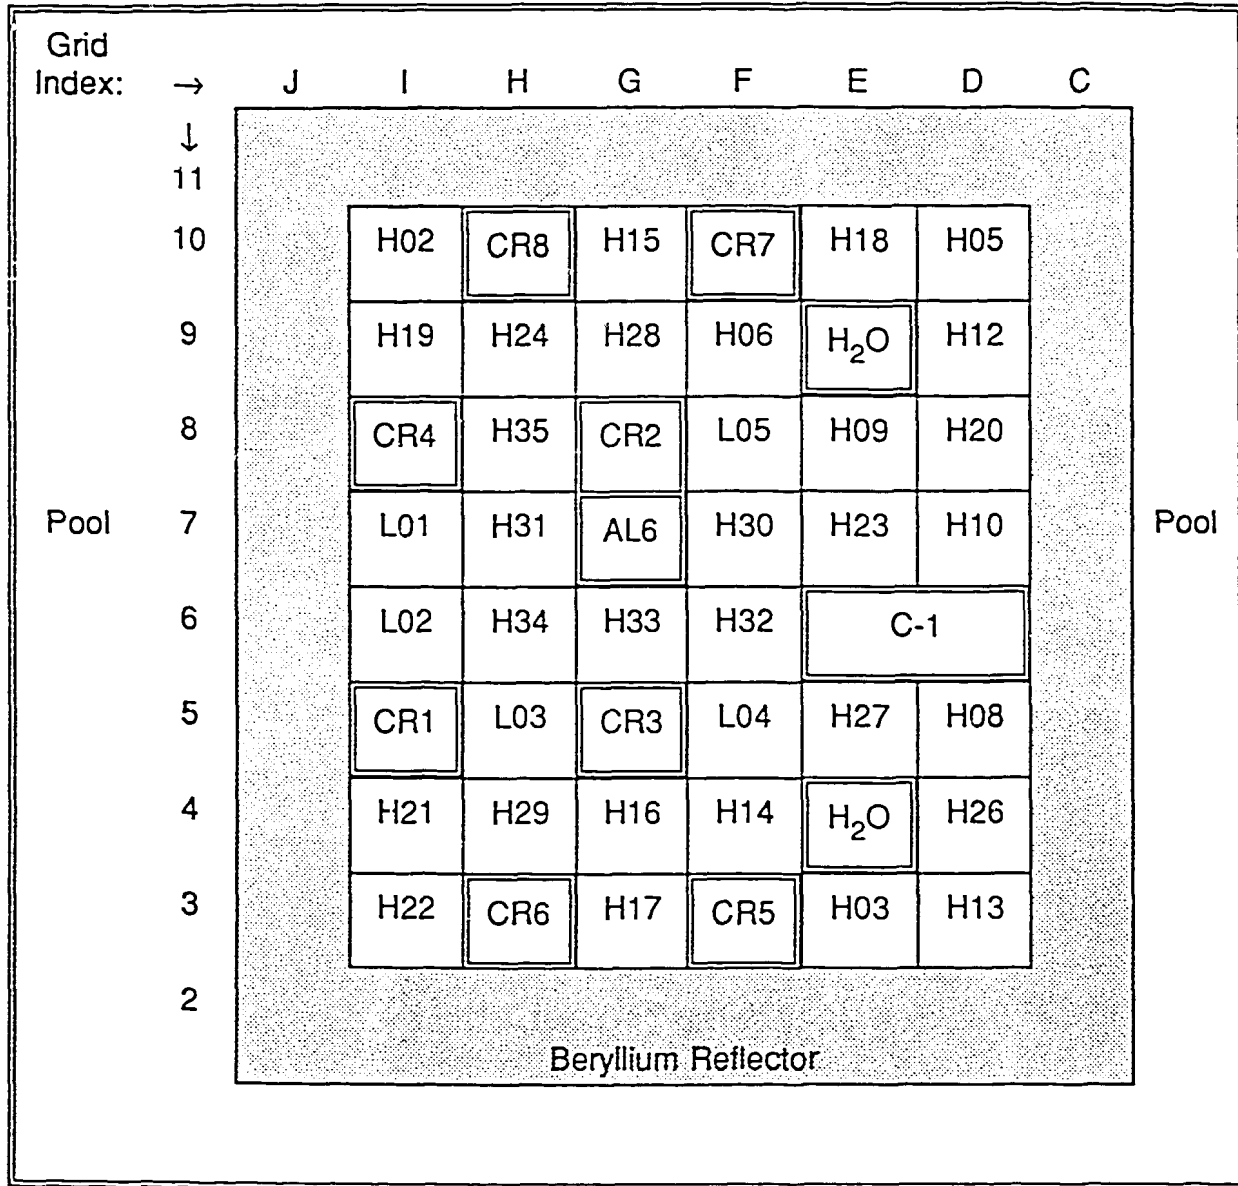 Grid
Index: → J I H G F E D C
↓
11
10 H02 CR8 H15 CR7 H18 H05
9 H19 H24 H28 H06 H₂O H12
8 CR4 H35 CR2 L05 H09 H20
Pool 7 L01 H31 AL6 H30 H23 H10 Pool
6 L02 H34 H33 H32 C-1
5 CR1 L03 CR3 L04 H27 H08
4 H21 H29 H16 H14 H₂O H26
3 H22 CR6 H17 CR5 H03 H13
2
Beryllium Reflector